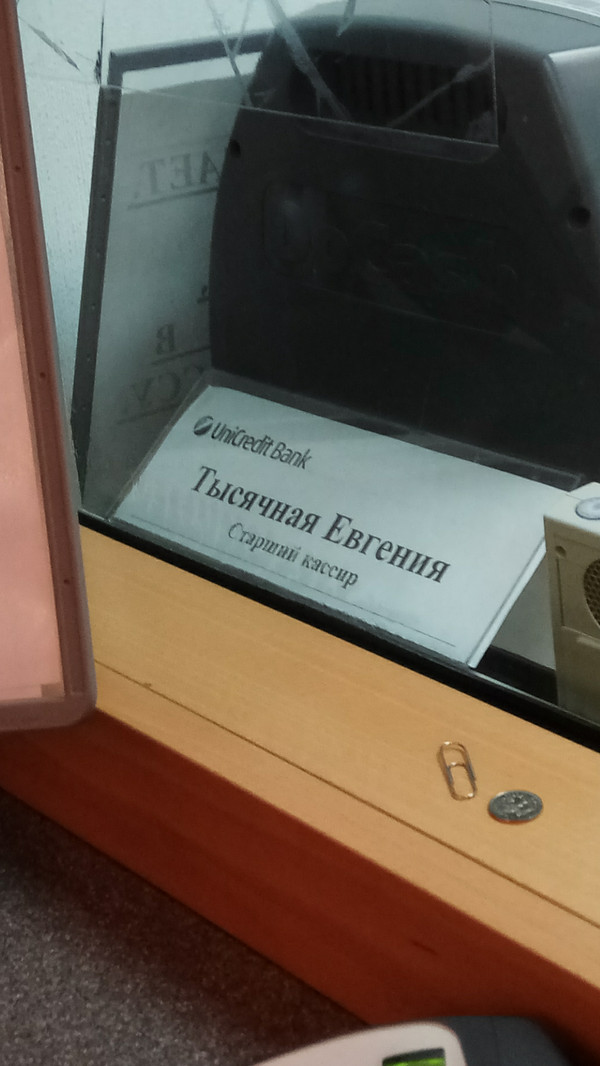 UniCredit Bank
Тысячная Евгения
Старший кассир